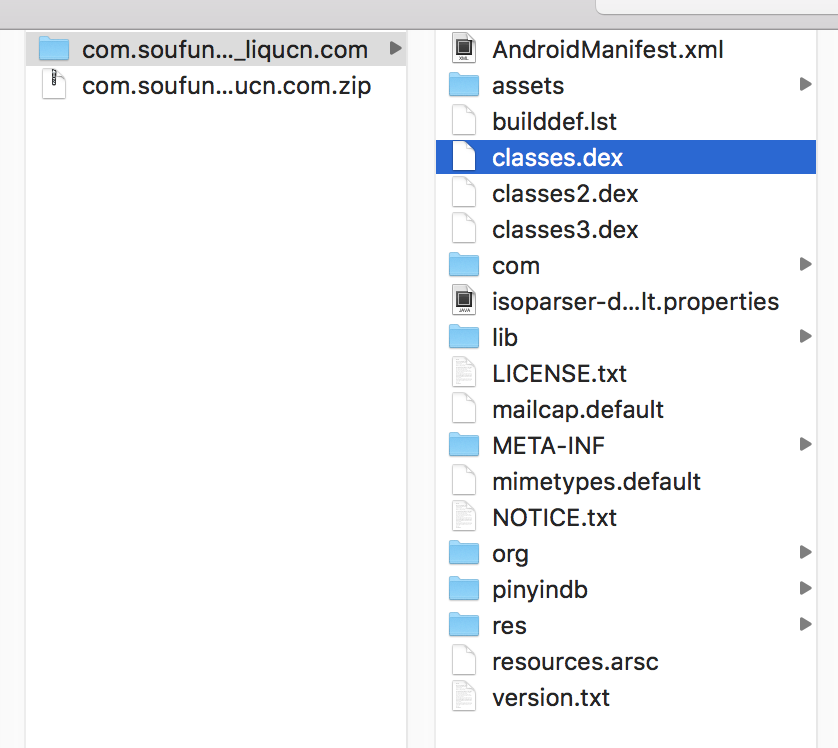 com.soufun..._liqucn.com
com.soufun...ucn.com.zip
AndroidManifest.xml
assets
builddef.lst
classes.dex
classes2.dex
classes3.dex
com
isoparser-d...lt.properties
lib
LICENSE.txt
mailcap.default
META-INF
mimetypes.default
NOTICE.txt
org
pinyindb
res
resources.arsc
version.txt
XML
JAVA